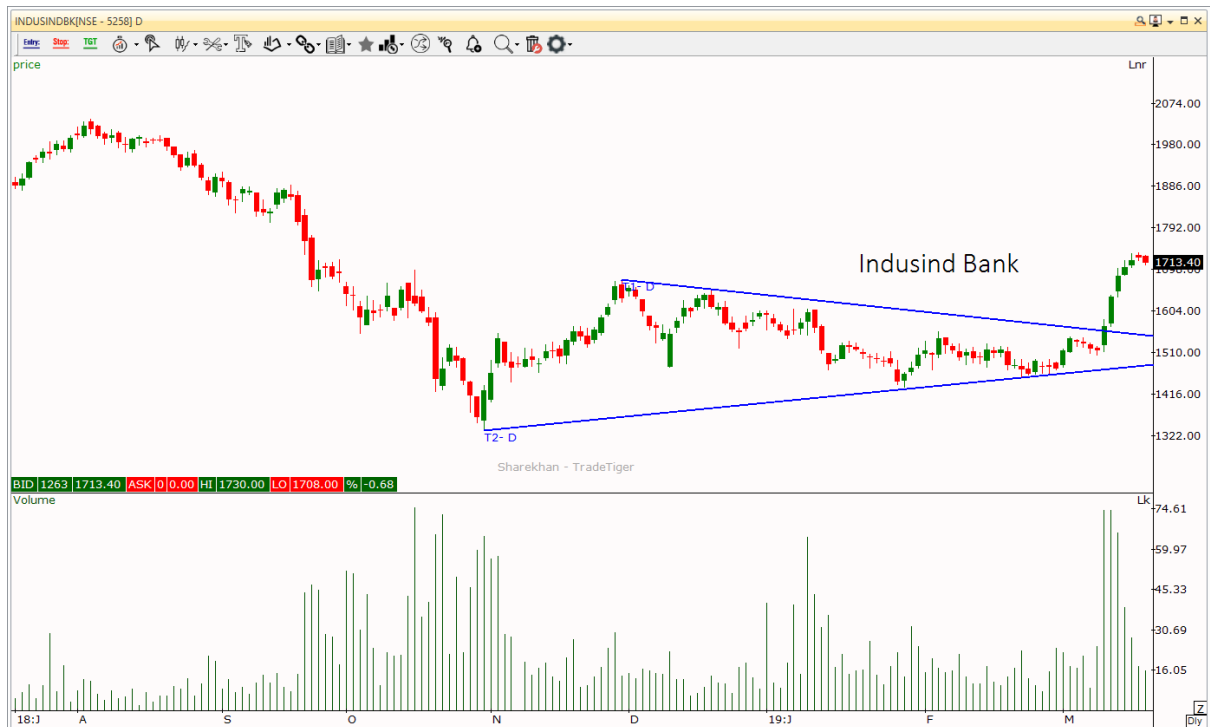 INDUSINDBK[NSE - 5258] D
Entry: Stop: TGT
price
Lnr
2074.00
1980.00
1886.00
1792.00
Indusind Bank
1713.40
T1- D
1604.00
1510.00
1416.00
1322.00
T2- D
Sharekhan - TradeTiger
BID 1263 1713.40 ASK 0 0.00 HI 1730.00 LO 1708.00 % -0.68
Volume
Lk
74.61
59.97
45.33
30.69
16.05
18:J A S O N D 19:J F M
Z
Dly